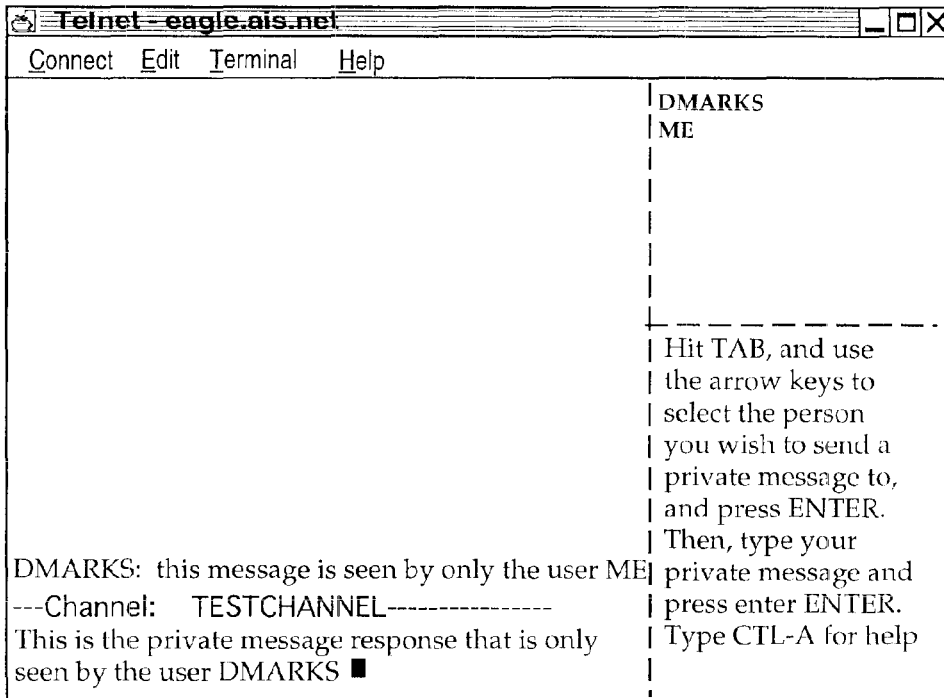 Telnet - eagle.ais.net
Connect Edit Terminal Help
DMARKS
ME
Hit TAB, and use
the arrow keys to
select the person
you wish to send a
private message to,
and press ENTER.
Then, type your
private message and
press enter ENTER.
Type CTL-A for help
DMARKS: this message is seen by only the user ME
---Channel: TESTCHANNEL----------------
This is the private message response that is only
seen by the user DMARKS